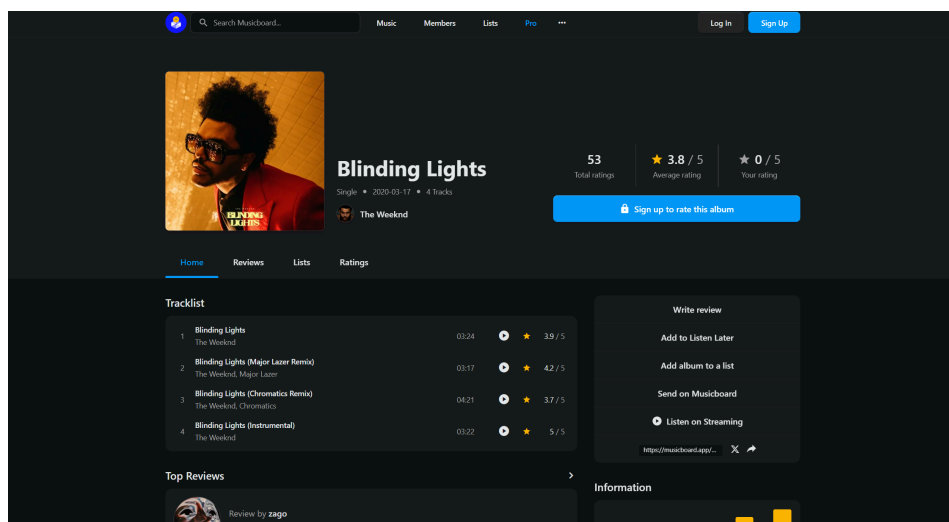 Search Musicboard...
Music
Members
Lists
Pro
Log In
Sign Up
BLINDING
LIGHTS
Blinding Lights
Single • 2020-03-17 • 4 Tracks
The Weeknd
53
Total ratings
3.8 / 5
Average rating
0 / 5
Your rating
Sign up to rate this album
Home
Reviews
Lists
Ratings
Tracklist
1 Blinding Lights 03:24 3.9 / 5
The Weeknd
2 Blinding Lights (Major Lazer Remix) 03:17 4.2 / 5
The Weeknd, Major Lazer
3 Blinding Lights (Chromatics Remix) 04:21 3.7 / 5
The Weeknd, Chromatics
4 Blinding Lights (Instrumental) 03:22 5 / 5
The Weeknd
Write review
Add to Listen Later
Add album to a list
Send on Musicboard
Listen on Streaming
https://musicboard.app/...
Top Reviews
Review by zago
Information